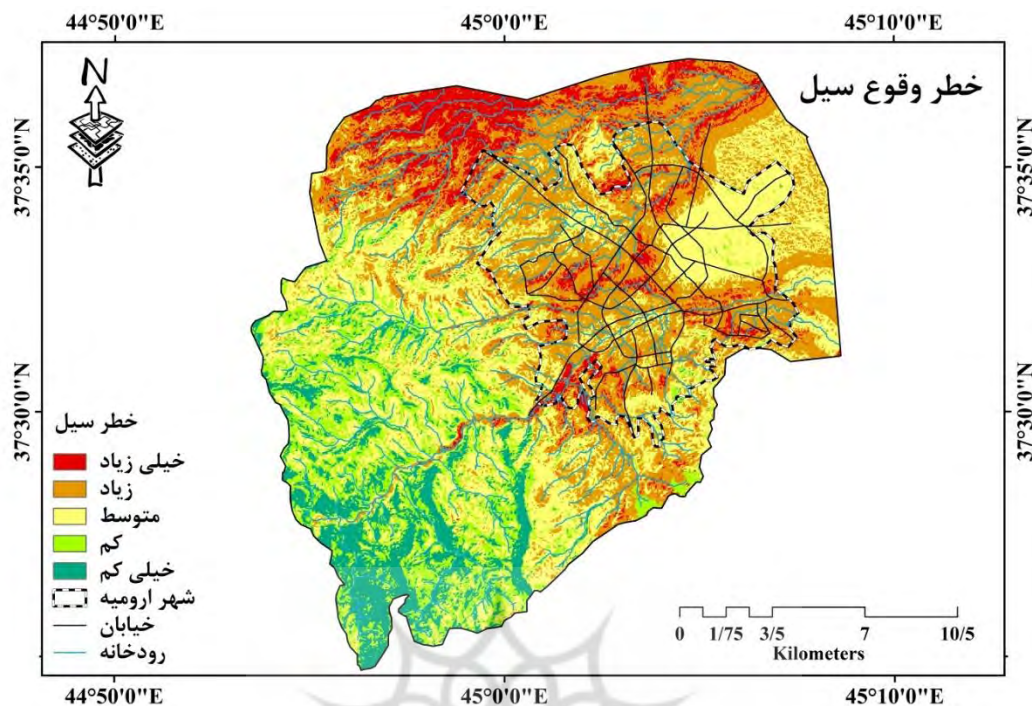 44°50'0"E
45°0'0"E
45°10'0"E
N
خطر وقوع سیل
37°35'0"N
37°35'0"N
37°30'0"N
37°30'0"N
خطر سیل
خیلی زیاد
زیاد
متوسط
کم
خیلی کم
شهر ارومیه
خیابان
رودخانه
0 1/75 3/5 7 10/5
Kilometers
44°50'0"E
45°0'0"E
45°10'0"E